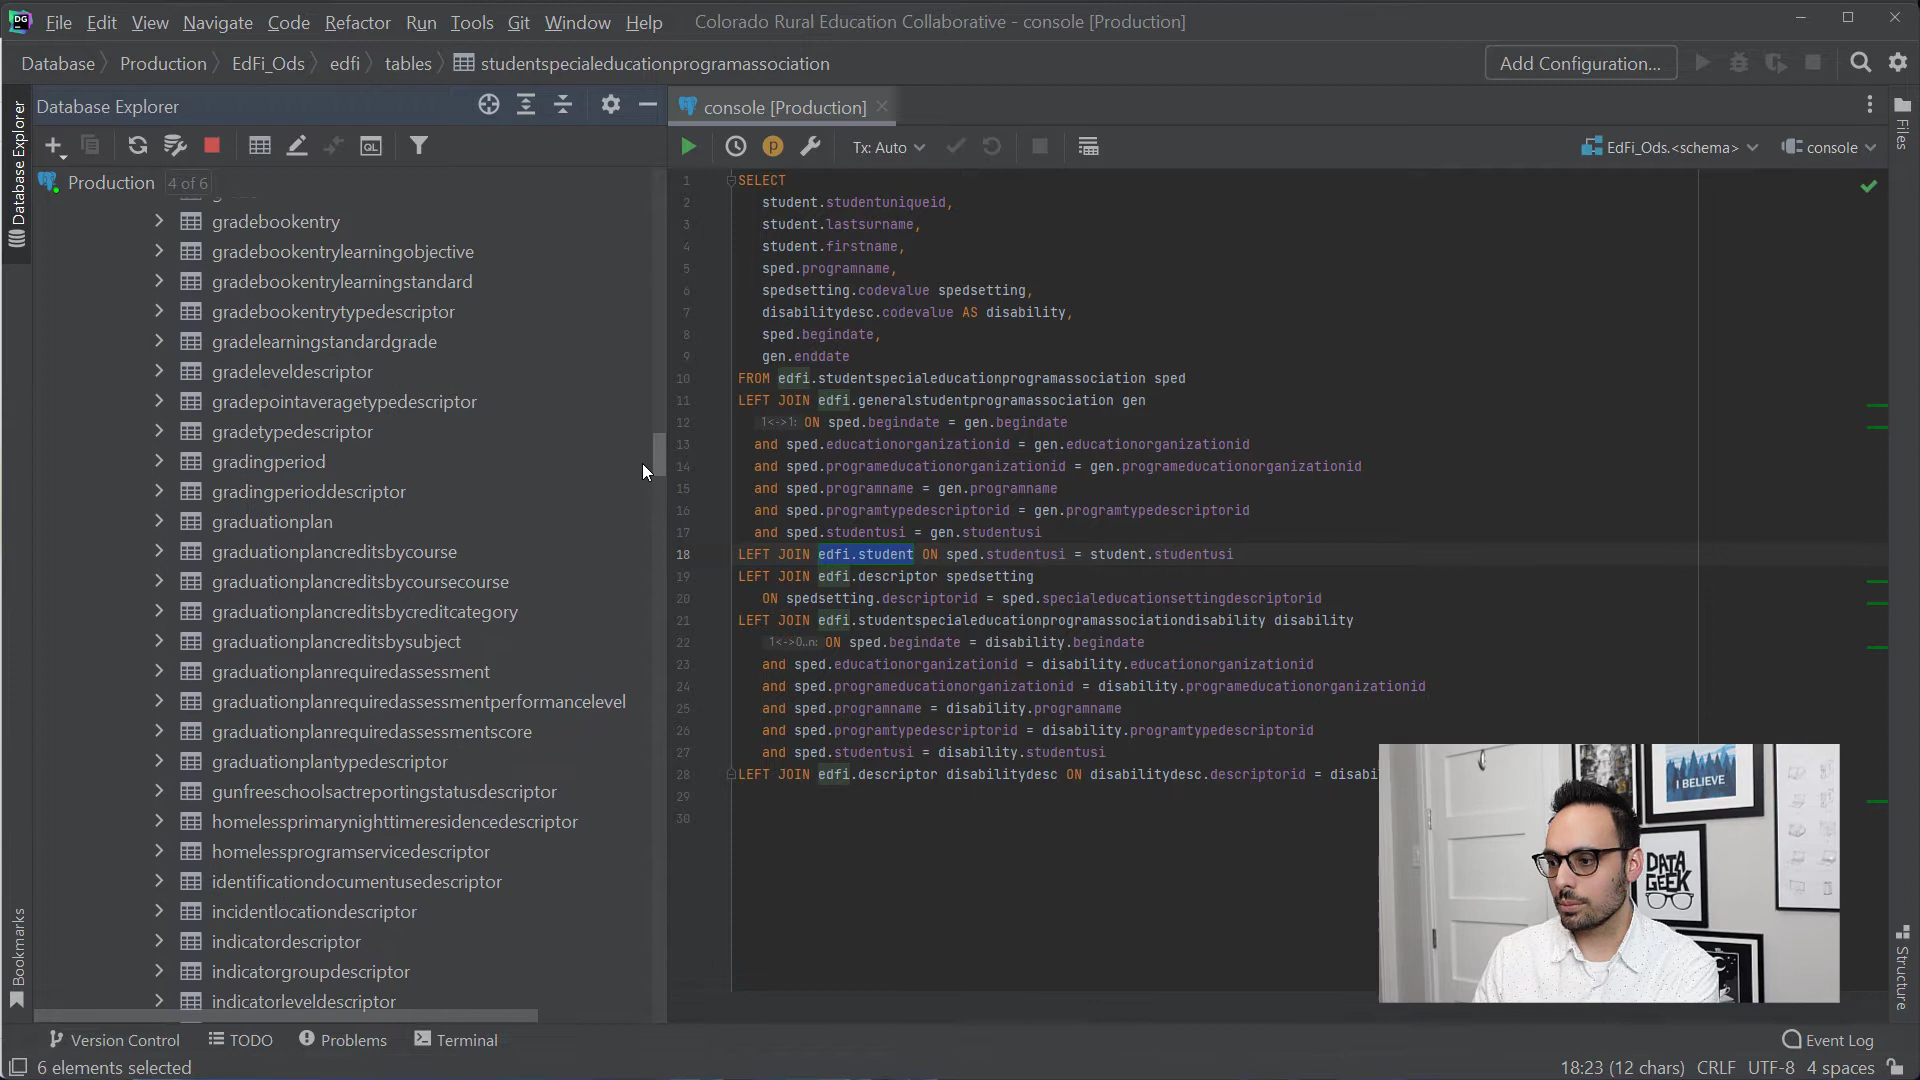 DG File Edit View Navigate Code Refactor Run Tools Git Window Help Colorado Rural Education Collaborative - console [Production]
Database Production EdFi_Ods edfi tables studentspecialeducationprogramassociation Add Configuration...
Database Explorer console [Production]
Tx: Auto EdFi_Ods.<schema> console
QL
p
Production 4 of 6
gradebookentry
gradebookentrylearningobjective
gradebookentrylearningstandard
gradebookentrytypedescriptor
gradelearningstandardgrade
gradeleveldescriptor
gradepointaveragetypedescriptor
gradetypedescriptor
gradingperiod
gradingperioddescriptor
graduationplan
graduationplancreditsbycourse
graduationplancreditsbycoursecourse
graduationplancreditsbycreditcategory
graduationplancreditsbysubject
graduationplanrequiredassessment
graduationplanrequiredassessmentperformancelevel
graduationplanrequiredassessmentscore
graduationplantypedescriptor
gunfreeschoolsactreportingstatusdescriptor
homelessprimarynighttimeresidencedescriptor
homelessprogramservicedescriptor
identificationdocumentusedescriptor
incidentlocationdescriptor
indicatordescriptor
indicatorgroupdescriptor
indicatorleveldescriptor
1 SELECT
2 student.studentuniqueid,
3 student.lastsurname,
4 student.firstname,
5 sped.programname,
6 spedsetting.codevalue spedsetting,
7 disabilitydesc.codevalue AS disability,
8 sped.begindate,
9 gen.enddate
10 FROM edfi.studentspecialeducationprogramassociation sped
11 LEFT JOIN edfi.generalstudentprogramassociation gen
12 1<->1: ON sped.begindate = gen.begindate
13 and sped.educationorganizationid = gen.educationorganizationid
14 and sped.programeducationorganizationid = gen.programeducationorganizationid
15 and sped.programname = gen.programname
16 and sped.programtypedescriptorid = gen.programtypedescriptorid
17 and sped.studentusi = gen.studentusi
18 LEFT JOIN edfi.student ON sped.studentusi = student.studentusi
19 LEFT JOIN edfi.descriptor spedsetting
20 ON spedsetting.descriptorid = sped.specialeducationsettingdescriptorid
21 LEFT JOIN edfi.studentspecialeducationprogramassociationdisability disability
22 1<->0..n: ON sped.begindate = disability.begindate
23 and sped.educationorganizationid = disability.educationorganizationid
24 and sped.programeducationorganizationid = disability.programeducationorganizationid
25 and sped.programname = disability.programname
26 and sped.programtypedescriptorid = disability.programtypedescriptorid
27 and sped.studentusi = disability.studentusi
28 LEFT JOIN edfi.descriptor disabilitydesc ON disabilitydesc.descriptorid = disabi
29
30
I BELIEVE
DATA
GEEK
Database Explorer
Bookmarks
Files
Structure
Version Control TODO Problems Terminal Event Log
6 elements selected 18:23 (12 chars) CRLF UTF-8 4 spaces